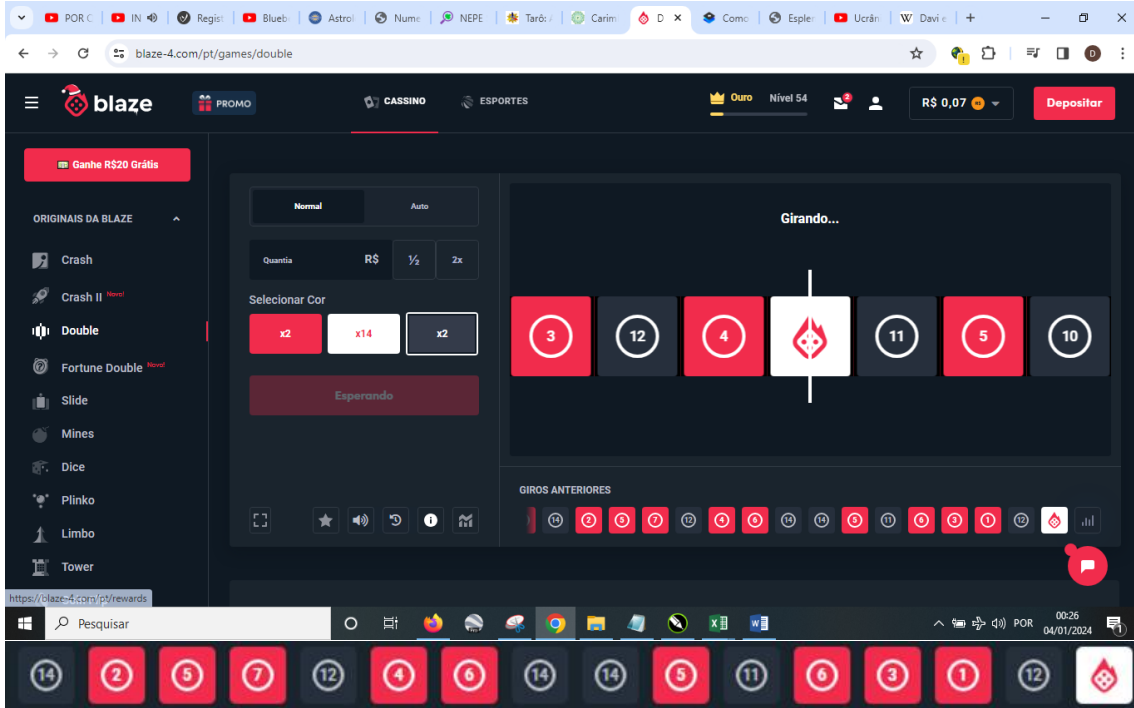 POR C
IN
Regist
Blueb
Astrol
Nume
NEPE
Tarô: A
Carim
D
Como
Espler
Ucrân
Davi e
blaze-4.com/pt/games/double
D
blaze
PROMO
CASSINO
ESPORTES
Ouro
Nível 54
2
R$ 0,07
Depositar
Ganhe R$20 Grátis
ORIGINAIS DA BLAZE
Crash
Crash II Novo!
Double
Fortune Double Novo!
Slide
Mines
Dice
Plinko
Limbo
Tower
Normal
Auto
Quantia
R$
½
2x
Selecionar Cor
x2
x14
x2
Esperando
Girando...
3
12
4
11
5
10
GIROS ANTERIORES
14 2 5 7 12 4 6 14 14 5 11 6 3 1 12
https://blaze-4.com/pt/rewards
Pesquisar
POR
00:26
04/01/2024
1
14 2 5 7 12 4 6 14 14 5 11 6 3 1 12